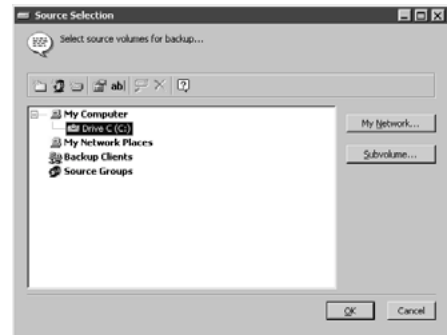 Source Selection
Select source volumes for backup...
ab|
My Computer
Drive C (C:)
My Network Places
Backup Clients
Source Groups
My Network...
Subvolume...
OK
Cancel